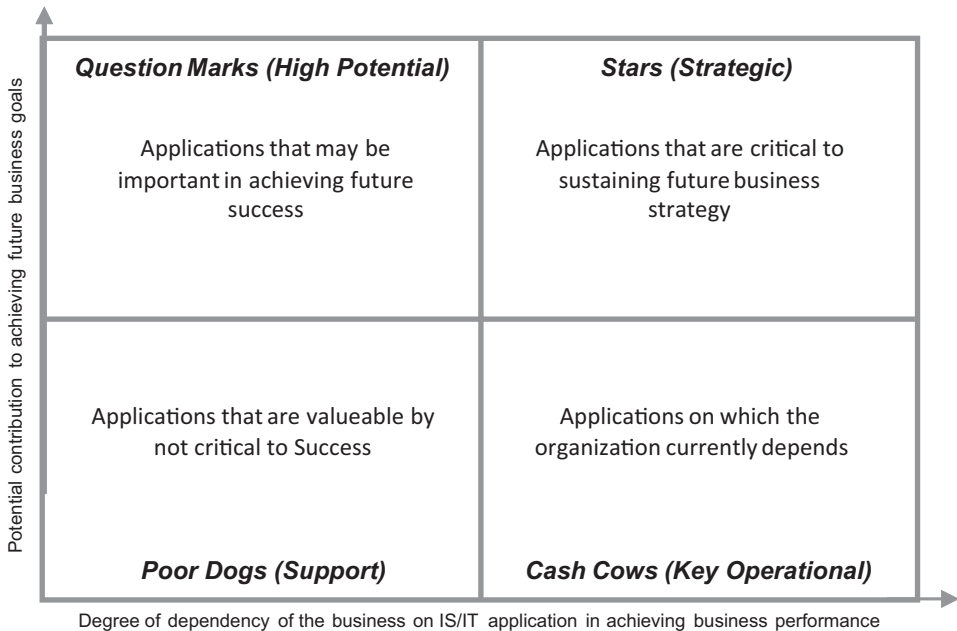 Potential contribution to achieving future business goals
Question Marks (High Potential)
Applications that may be
important in achieving future
success
Stars (Strategic)
Applications that are critical to
sustaining future business
strategy
Applications that are valueable by
not critical to Success
Poor Dogs (Support)
Applications on which the
organization currently depends
Cash Cows (Key Operational)
Degree of dependency of the business on IS/IT application in achieving business performance